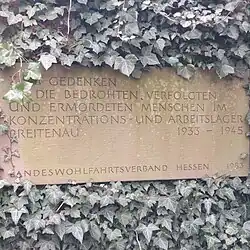 GEDENKEN
DIE BEDROHTEN, VERFOLGTEN
UND ERMORDETEN MENSCHEN IM
KONZENTRATIONS- UND ARBEITSLAGER
BREITENAU 1933 - 1945
LANDESWOHLFAHRTSVERBAND HESSEN